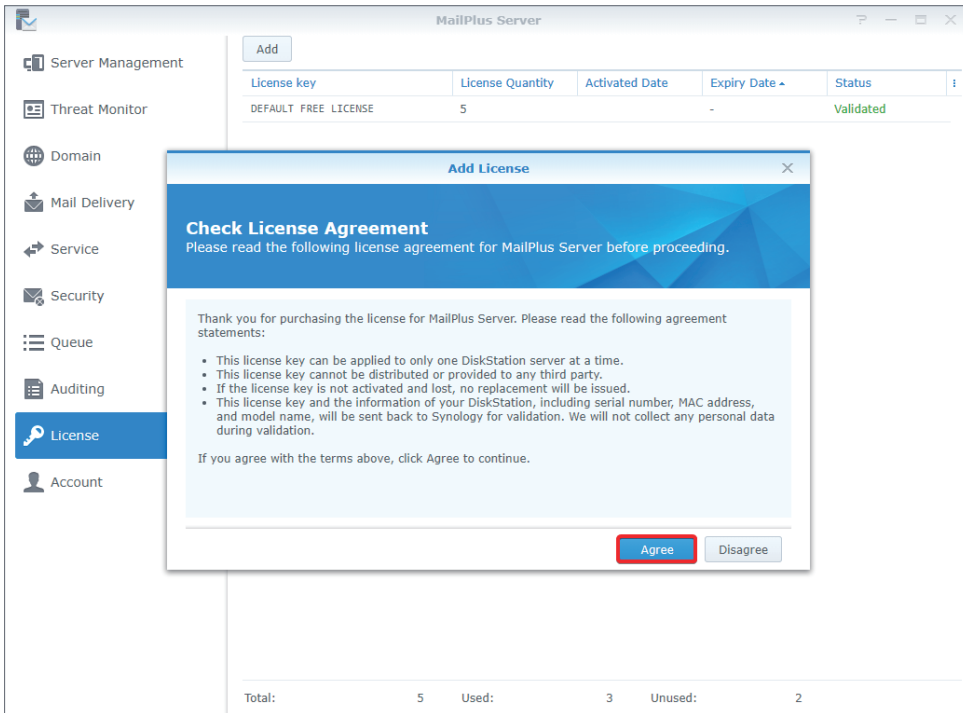 MailPlus Server
Server Management
Threat Monitor
Domain
Mail Delivery
Service
Security
Queue
Auditing
License
Account
Add
License key License Quantity Activated Date Expiry Date Status
DEFAULT FREE LICENSE 5 - Validated
Add License
Check License Agreement
Please read the following license agreement for MailPlus Server before proceeding.
Thank you for purchasing the license for MailPlus Server. Please read the following agreement
statements:
• This license key can be applied to only one DiskStation server at a time.
• This license key cannot be distributed or provided to any third party.
• If the license key is not activated and lost, no replacement will be issued.
• This license key and the information of your DiskStation, including serial number, MAC address,
and model name, will be sent back to Synology for validation. We will not collect any personal data
during validation.
If you agree with the terms above, click Agree to continue.
Agree Disagree
Total: 5 Used: 3 Unused: 2